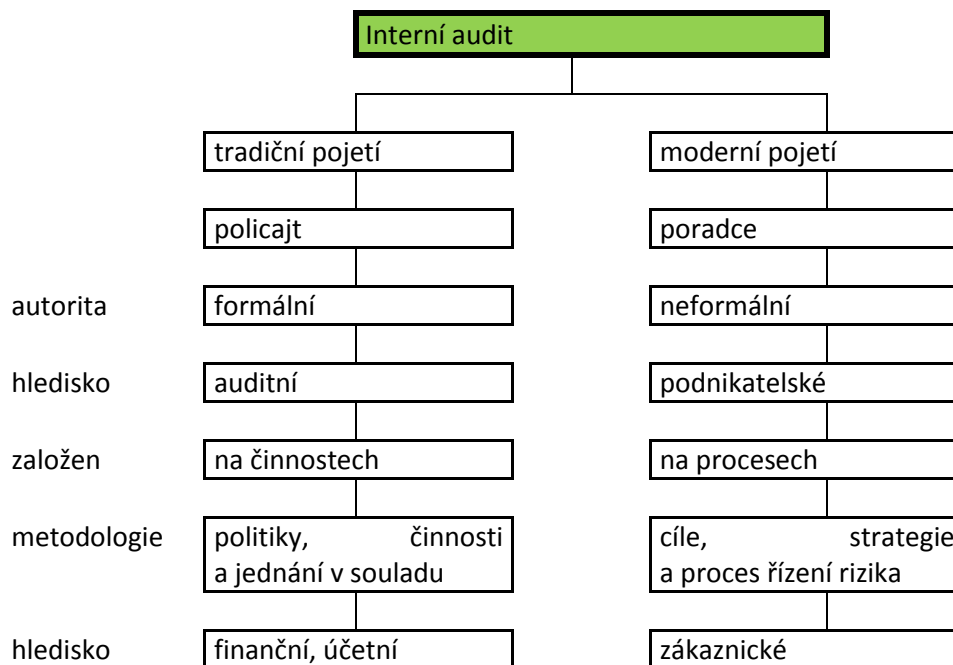 Interní audit
tradiční pojetí
moderní pojetí
policajt
poradce
autorita
formální
neformální
hledisko
auditní
podnikatelské
založen
na činnostech
na procesech
metodologie
politiky, činnosti
a jednání v souladu
cíle, strategie
a proces řízení rizika
hledisko
finanční, účetní
zákaznické